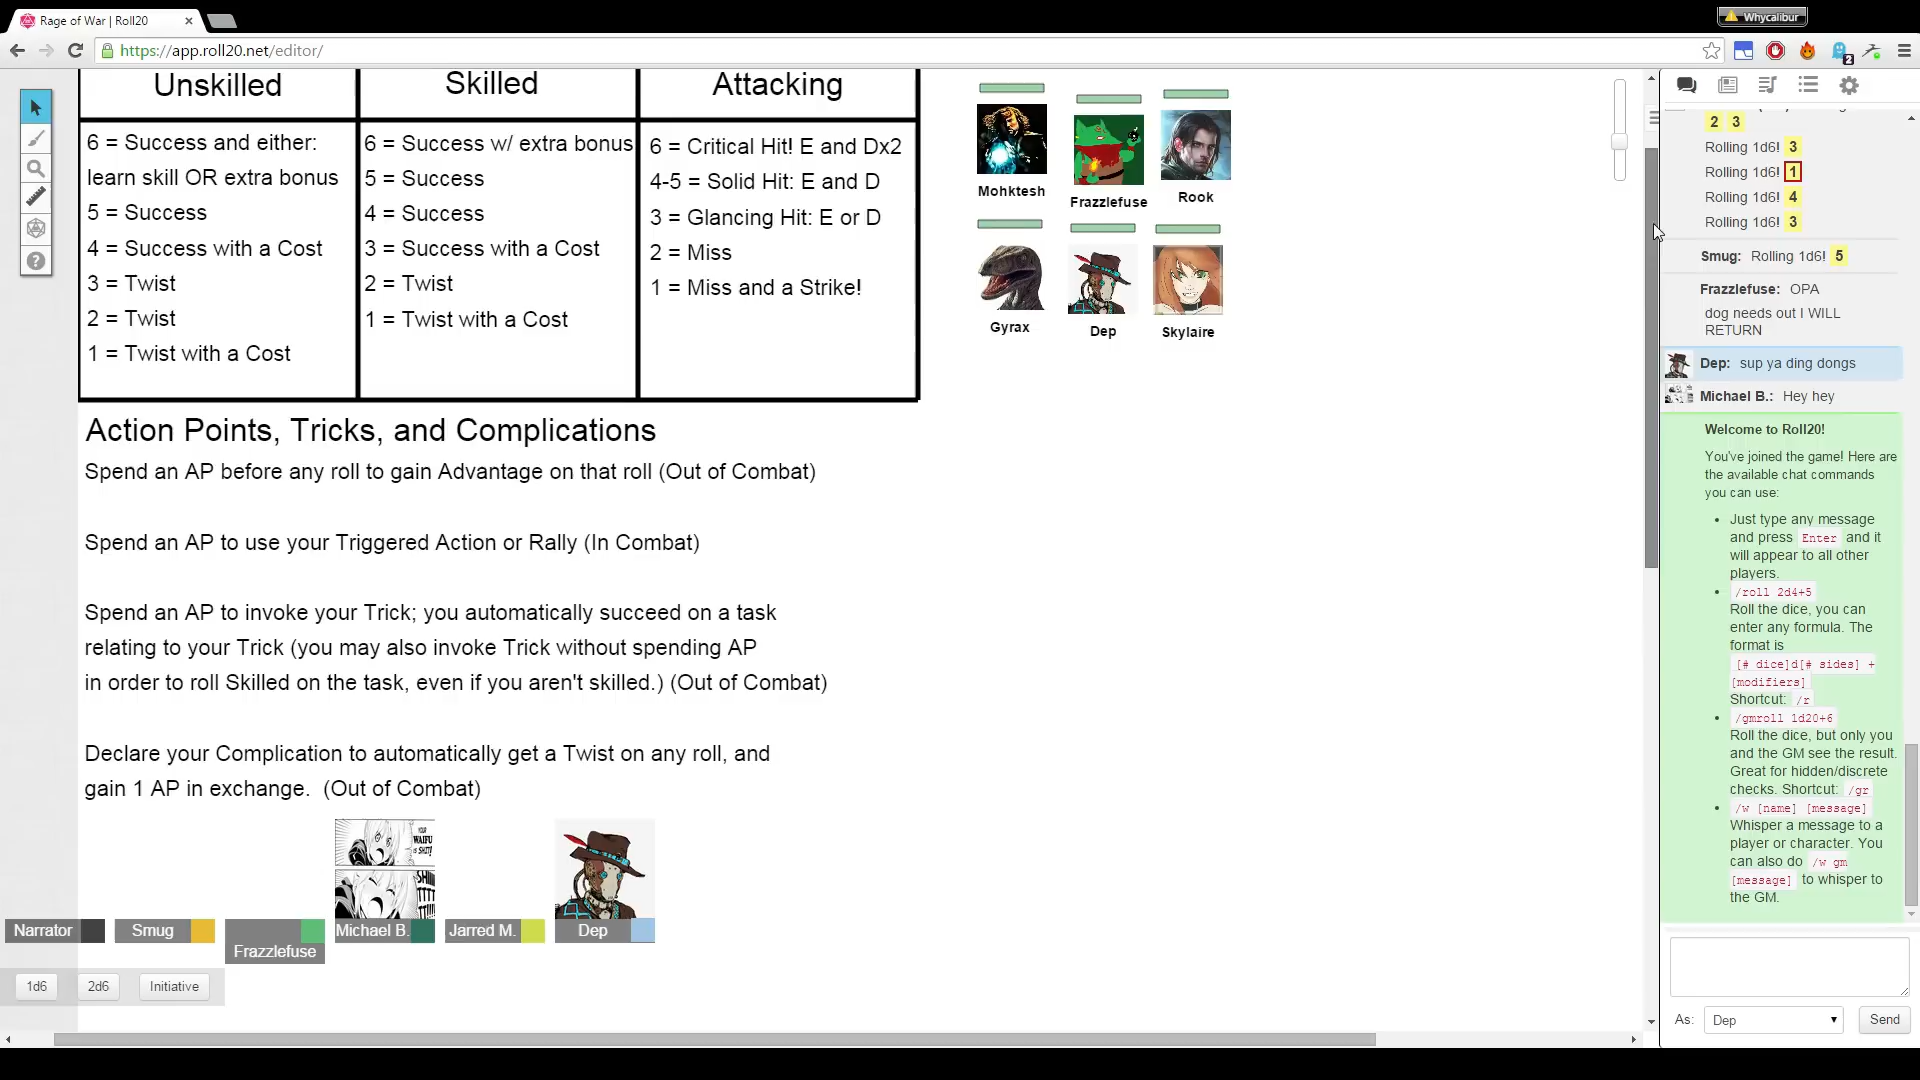 Rage of War | Roll20
Whycalibur
https://app.roll20.net/editor/
2
Unskilled
Skilled
Attacking
6 = Success and either:
learn skill OR extra bonus
5 = Success
4 = Success with a Cost
3 = Twist
2 = Twist
1 = Twist with a Cost
6 = Success w/ extra bonus
5 = Success
4 = Success
3 = Success with a Cost
2 = Twist
1 = Twist with a Cost
6 = Critical Hit! E and Dx2
4-5 = Solid Hit: E and D
3 = Glancing Hit: E or D
2 = Miss
1 = Miss and a Strike!
Mohktesh
Frazzlefuse
Rook
Gyrax
Dep
Skylaire
Action Points, Tricks, and Complications
Spend an AP before any roll to gain Advantage on that roll (Out of Combat)
Spend an AP to use your Triggered Action or Rally (In Combat)
Spend an AP to invoke your Trick; you automatically succeed on a task
relating to your Trick (you may also invoke Trick without spending AP
in order to roll Skilled on the task, even if you aren't skilled.) (Out of Combat)
Declare your Complication to automatically get a Twist on any roll, and
gain 1 AP in exchange.  (Out of Combat)
YOUR
WAIFU
IS SHIT!
Narrator
Smug
Frazzlefuse
Michael B.
Jarred M.
Dep
1d6
2d6
Initiative
2 3
Rolling 1d6! 3
Rolling 1d6! 1
Rolling 1d6! 4
Rolling 1d6! 3
Smug: Rolling 1d6! 5
Frazzlefuse: OPA
dog needs out I WILL
RETURN
Dep: sup ya ding dongs
Michael B.: Hey hey
Welcome to Roll20!
You've joined the game! Here are
the available chat commands
you can use:
• Just type any message
and press Enter and it
will appear to all other
players.
• /roll 2d4+5
Roll the dice, you can
enter any formula. The
format is
[# dice]d[# sides] +
[modifiers]
Shortcut: /r
• /gmroll 1d20+6
Roll the dice, but only you
and the GM see the result.
Great for hidden/discrete
checks. Shortcut: /gr
• /w [name] [message]
Whisper a message to a
player or character. You
can also do /w gm
[message] to whisper to
the GM.
As:
Dep
Send